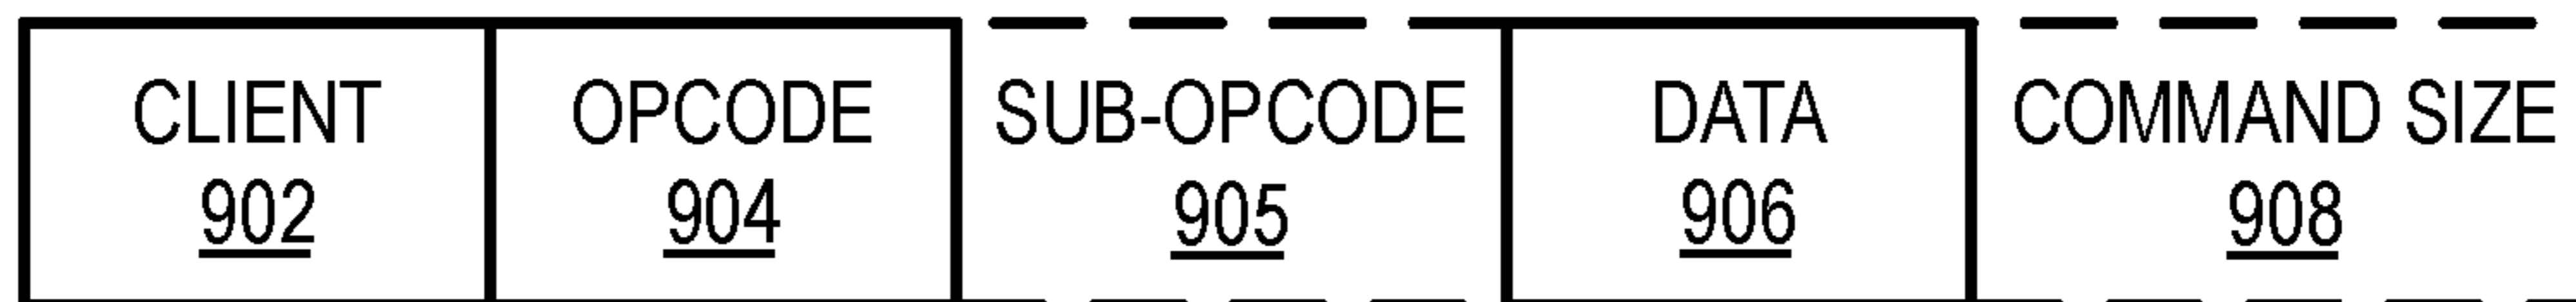 CLIENT OPCODE SUB-OPCODE DATA COMMAND SIZE
902 904 905 906 908